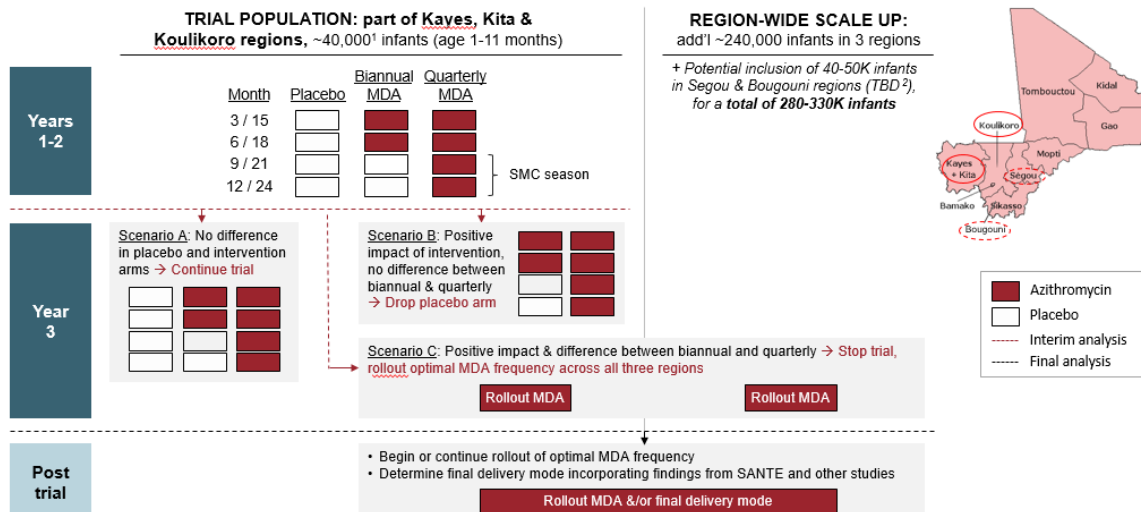 TRIAL POPULATION: part of Kayes, Kita &
Koulikoro regions, ~40,000¹ infants (age 1-11 months)
REGION-WIDE SCALE UP:
add'l ~240,000 infants in 3 regions
+ Potential inclusion of 40-50K infants
in Segou & Bougouni regions (TBD²),
for a total of 280-330K infants
Years
1-2
Month
Placebo
Biannual
MDA
Quarterly
MDA
3 / 15
6 / 18
9 / 21
12 / 24
SMC season
Tombouctou
Kidal
Gao
Koulikoro
Mopti
Kayes
+ Kita
Ségou
Bamako
Sikasso
Bougouni
Year
3
Scenario A: No difference
in placebo and intervention
arms → Continue trial
Scenario B: Positive
impact of intervention,
no difference between
biannual & quarterly
→ Drop placebo arm
Scenario C: Positive impact & difference between biannual and quarterly → Stop trial,
rollout optimal MDA frequency across all three regions
Rollout MDA
Rollout MDA
Azithromycin
Placebo
Interim analysis
Final analysis
Post
trial
• Begin or continue rollout of optimal MDA frequency
• Determine final delivery mode incorporating findings from SANTE and other studies
Rollout MDA &/or final delivery mode